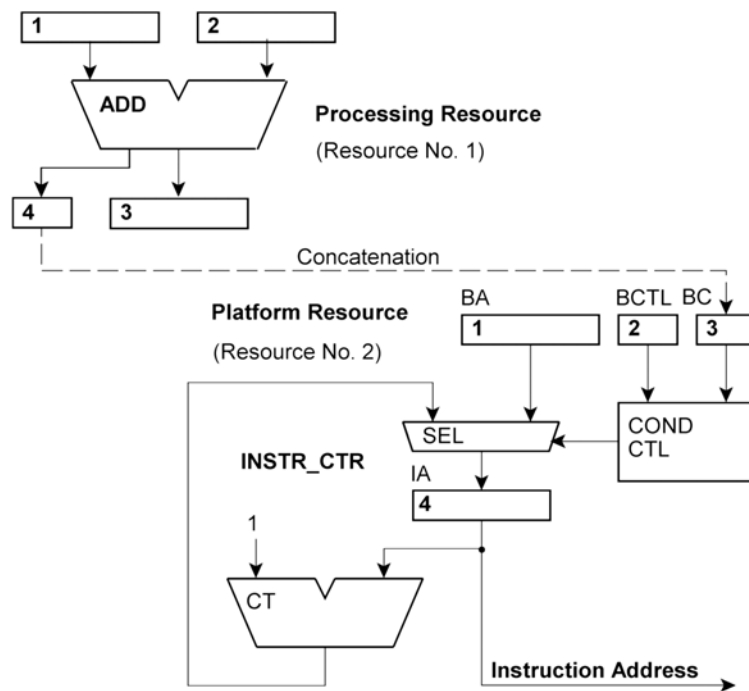 1 2
ADD
Processing Resource
(Resource No. 1)
4 3
Concatenation
Platform Resource
(Resource No. 2)
BA BCTL BC
1 2 3
SEL
COND
CTL
INSTR_CTR
IA
4
1
CT
Instruction Address